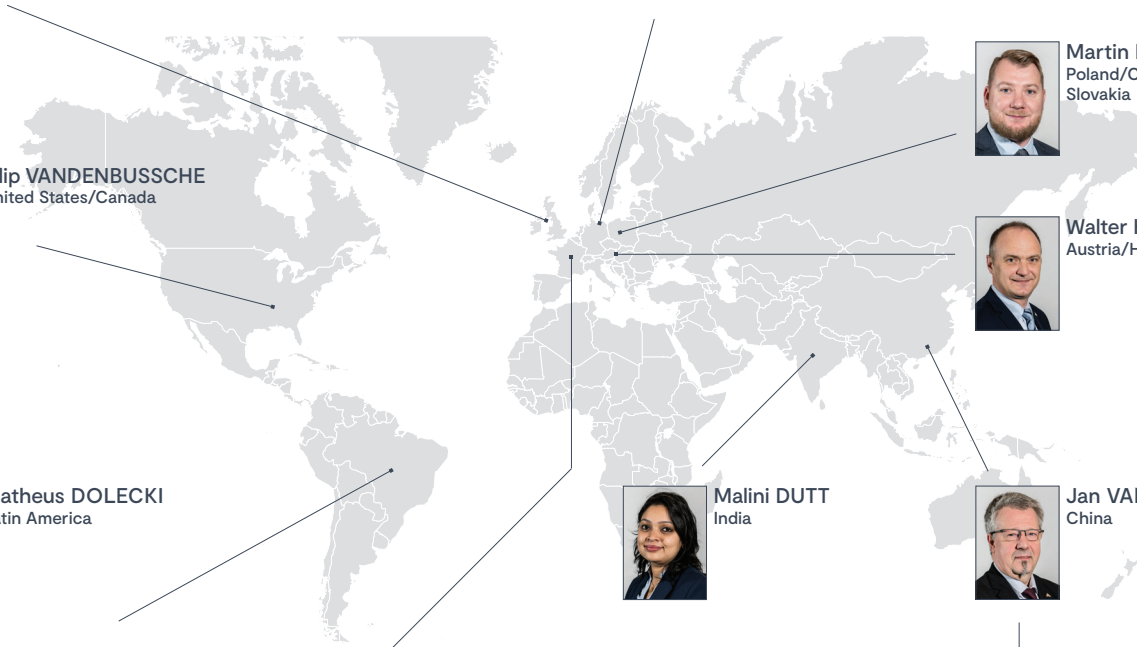 Martin
Poland/
Slovakia
lip VANDENBUSSCHE
nited States/Canada
Walter
Austria/H
atheus DOLECKI
tin America
Malini DUTT
India
Jan VA
China